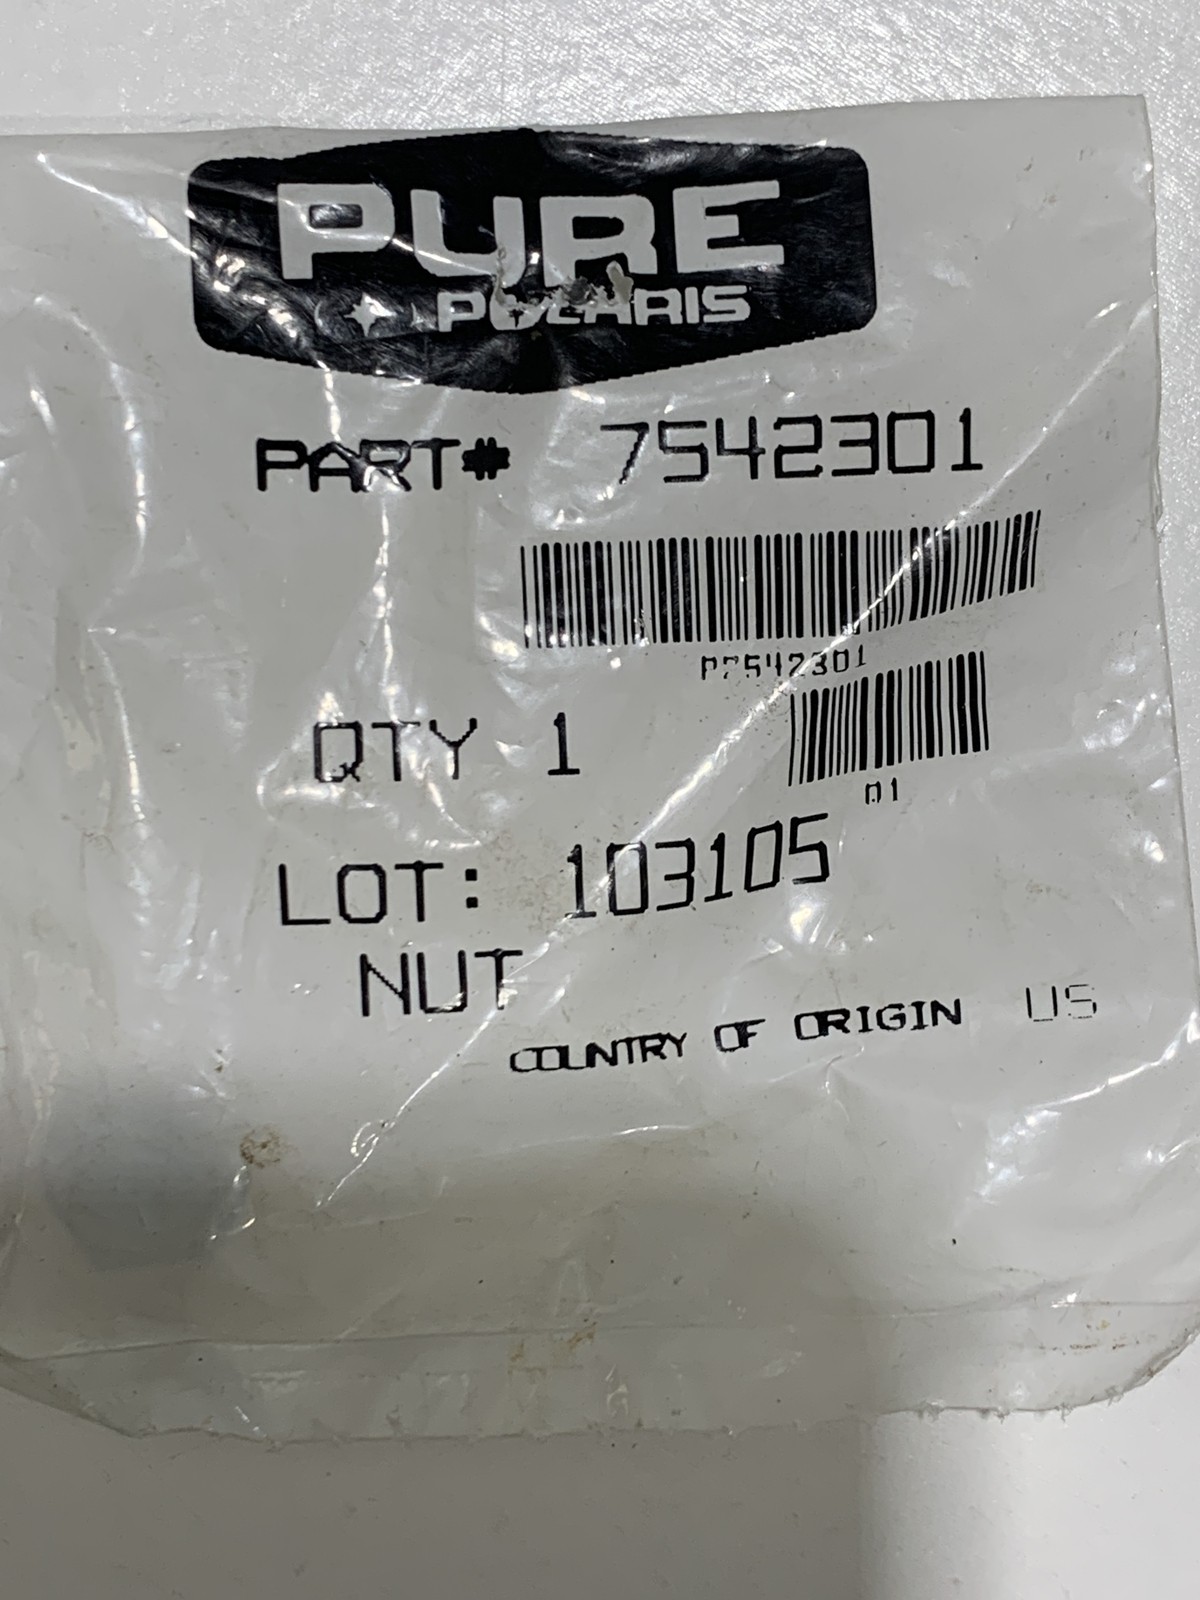 PURE
POLARIS
PART# 7542301
P7542301
QTY 1
01
LOT: 103105
NUT
COUNTRY OF ORIGIN US